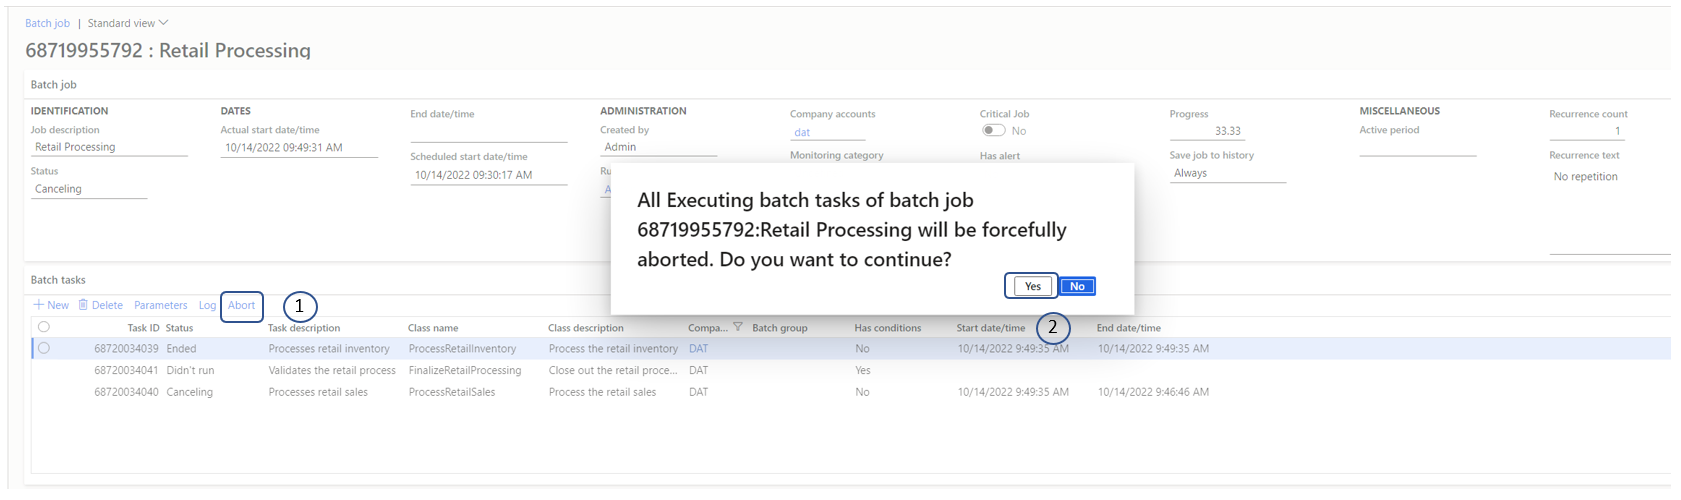 Batch job | Standard view
68719955792 : Retail Processing
Batch job
IDENTIFICATION
Job description
Retail Processing
Status
Canceling
DATES
Actual start date/time
10/14/2022 09:49:31 AM
End date/time
Scheduled start date/time
10/14/2022 09:30:17 AM
ADMINISTRATION
Created by
Admin
Ru
A
Company accounts
dat
Monitoring category
Critical Job
No
Has alert
Progress
33.33
Save job to history
Always
MISCELLANEOUS
Active period
Recurrence count
1
Recurrence text
No repetition
All Executing batch tasks of batch job
68719955792:Retail Processing will be forcefully
aborted. Do you want to continue?
Yes No
2
Batch tasks
New Delete Parameters Log Abort 1
Task ID Status Task description Class name Class description Compa... Batch group Has conditions Start date/time End date/time
68720034039 Ended Processes retail inventory ProcessRetailInventory Process the retail inventory DAT No 10/14/2022 9:49:35 AM 10/14/2022 9:49:35 AM
68720034041 Didn't run Validates the retail process FinalizeRetailProcessing Close out the retail proce... DAT Yes
68720034040 Canceling Processes retail sales ProcessRetailSales Process the retail sales DAT No 10/14/2022 9:49:35 AM 10/14/2022 9:46:46 AM